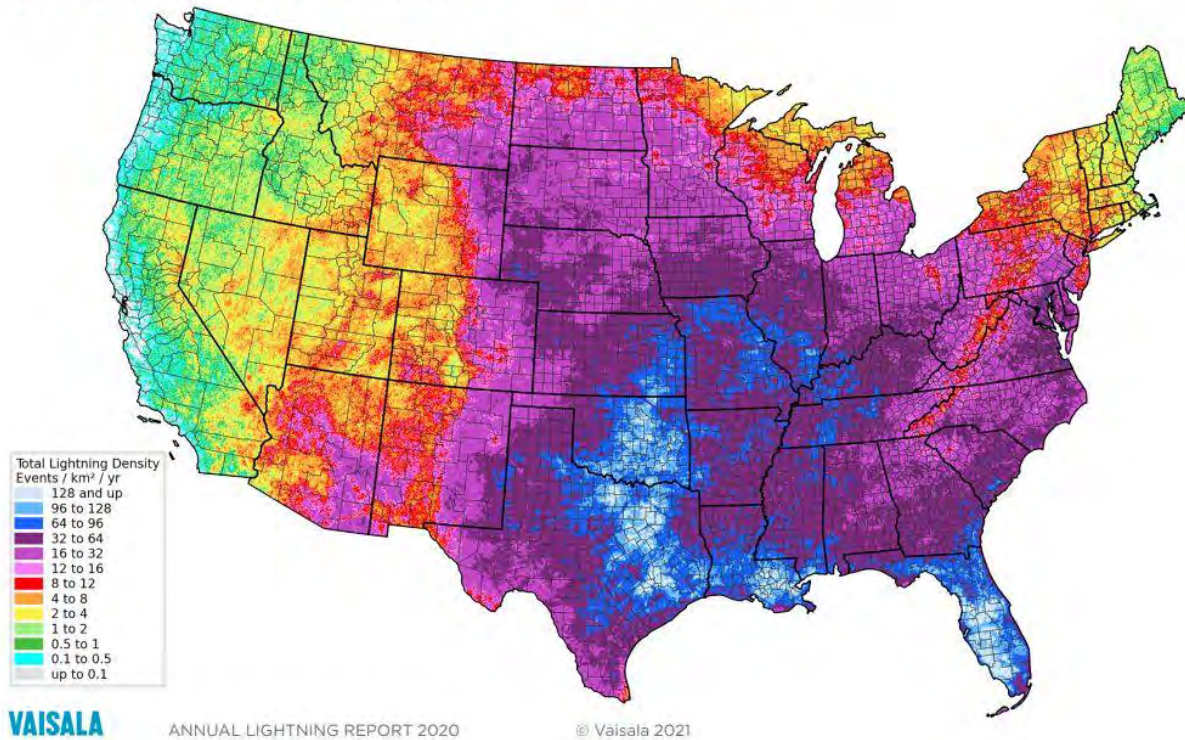 Total Lightning Density
Events / km² / yr
128 and up
96 to 128
64 to 96
32 to 64
16 to 32
12 to 16
8 to 12
4 to 8
2 to 4
1 to 2
0.5 to 1
0.1 to 0.5
up to 0.1
VAISALA ANNUAL LIGHTNING REPORT 2020 © Vaisala 2021